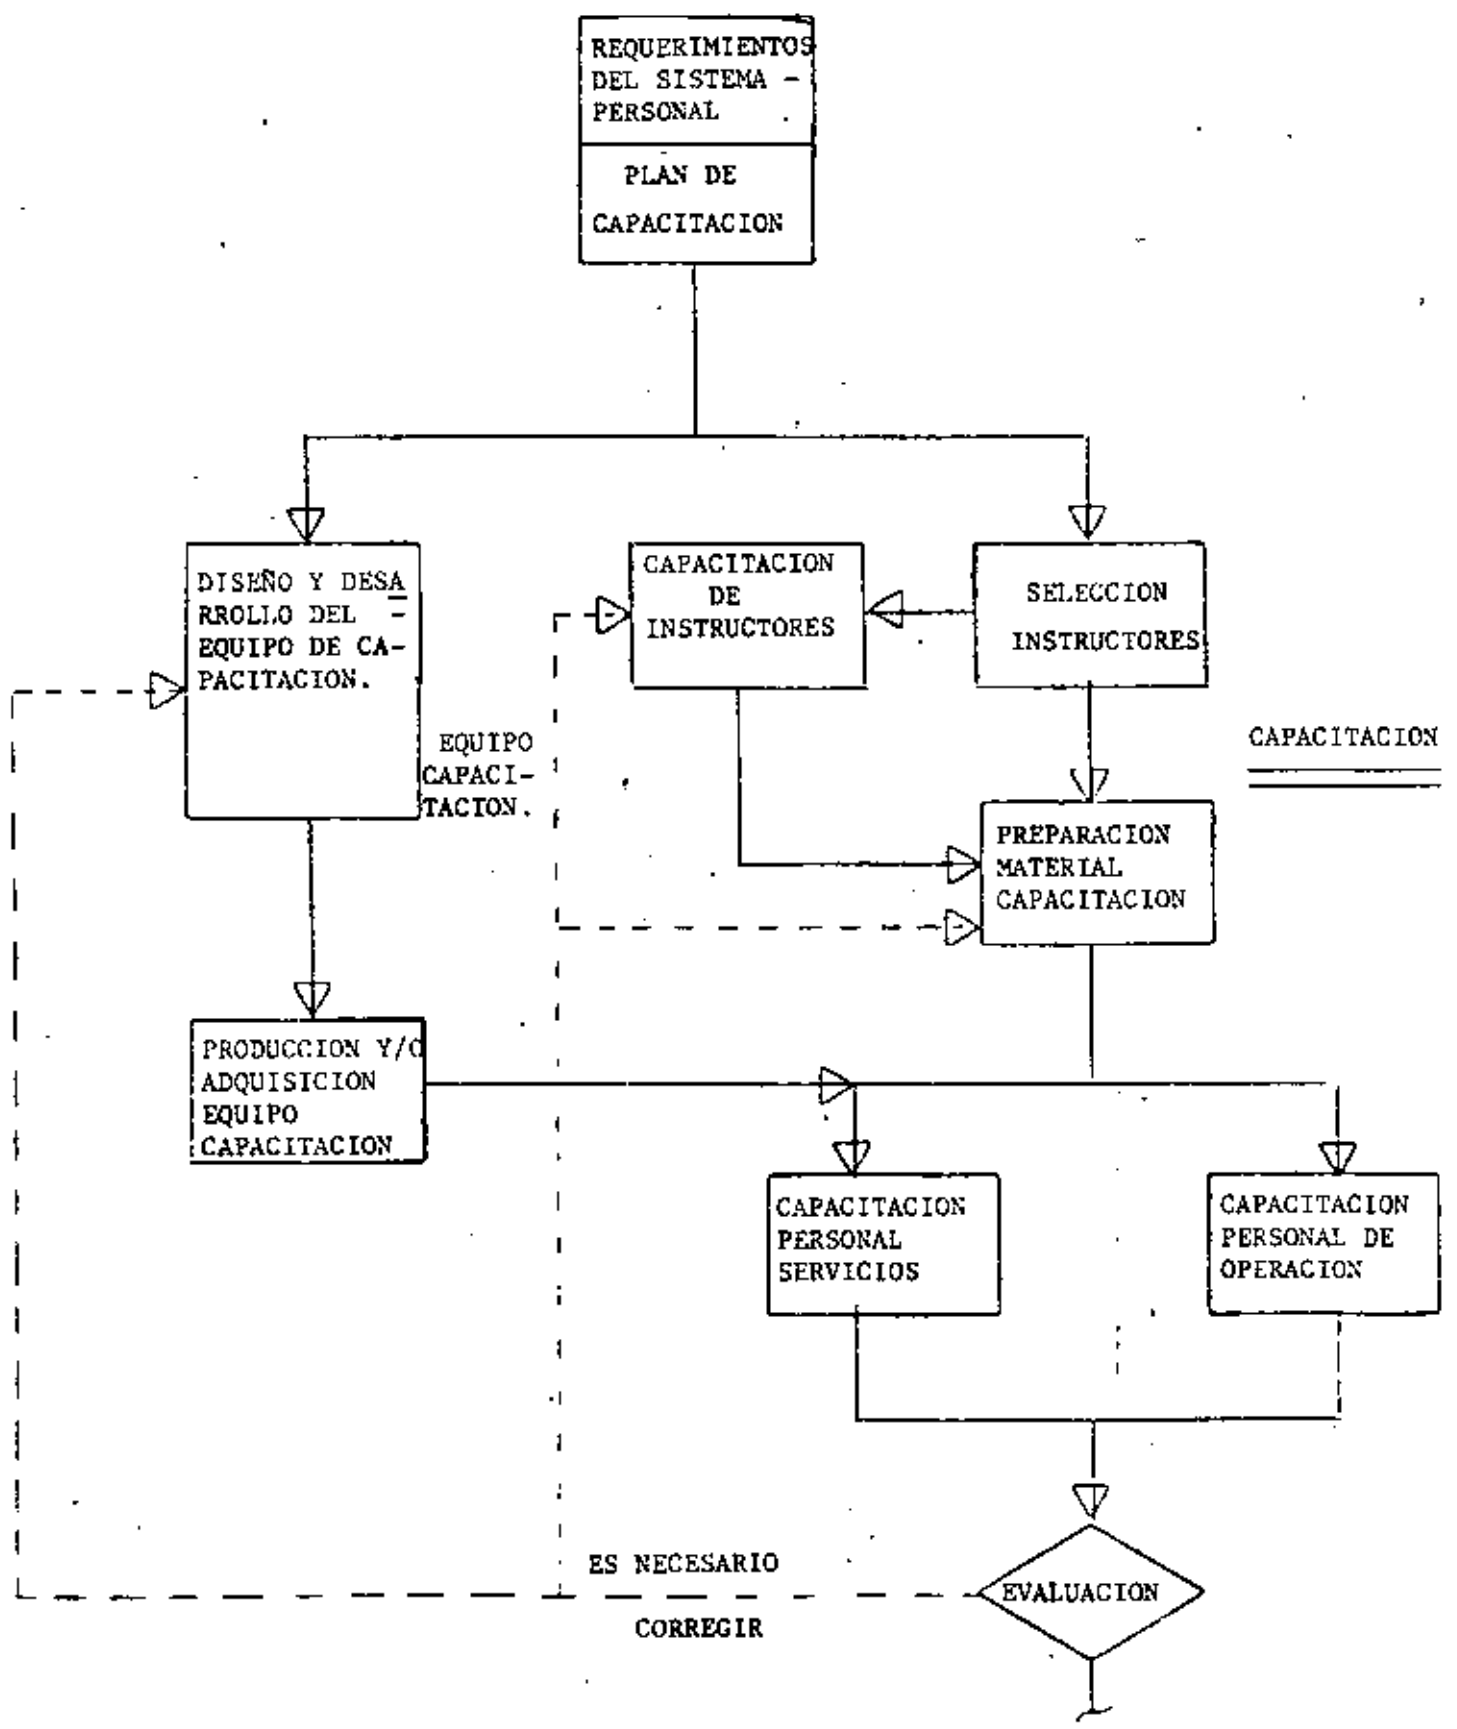 REQUERIMIENTOS
DEL SISTEMA -
PERSONAL
PLAN DE
CAPACITACION
DISEÑO Y DESA
RROLLO DEL -
EQUIPO DE CA-
PACITACION.
EQUIPO
CAPACI-
TACION.
CAPACITACION
DE
INSTRUCTORES
SELECCION
INSTRUCTORES
CAPACITACION
PREPARACION
MATERIAL
CAPACITACION
PRODUCCION Y/O
ADQUISICION
EQUIPO
CAPACITACION
CAPACITACION
PERSONAL
SERVICIOS
CAPACITACION
PERSONAL DE
OPERACION
ES NECESARIO
CORREGIR
EVALUACION